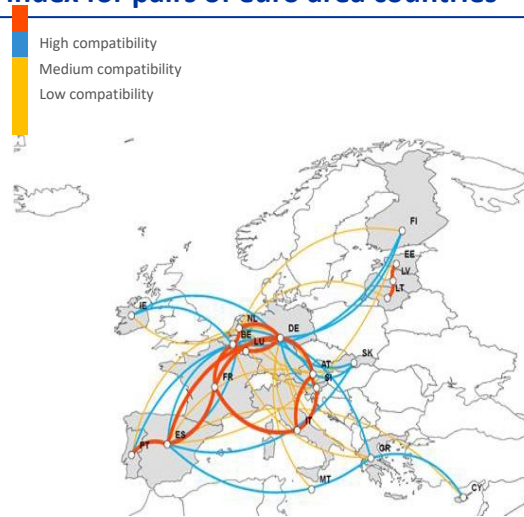 Index for pairs of euro area countries
High compatibility
Medium compatibility
Low compatibility
FI
EE
LV
LT
IE
NL
BE
DE
LU
SK
AT
SI
FR
IT
PT
ES
GR
MT
CY